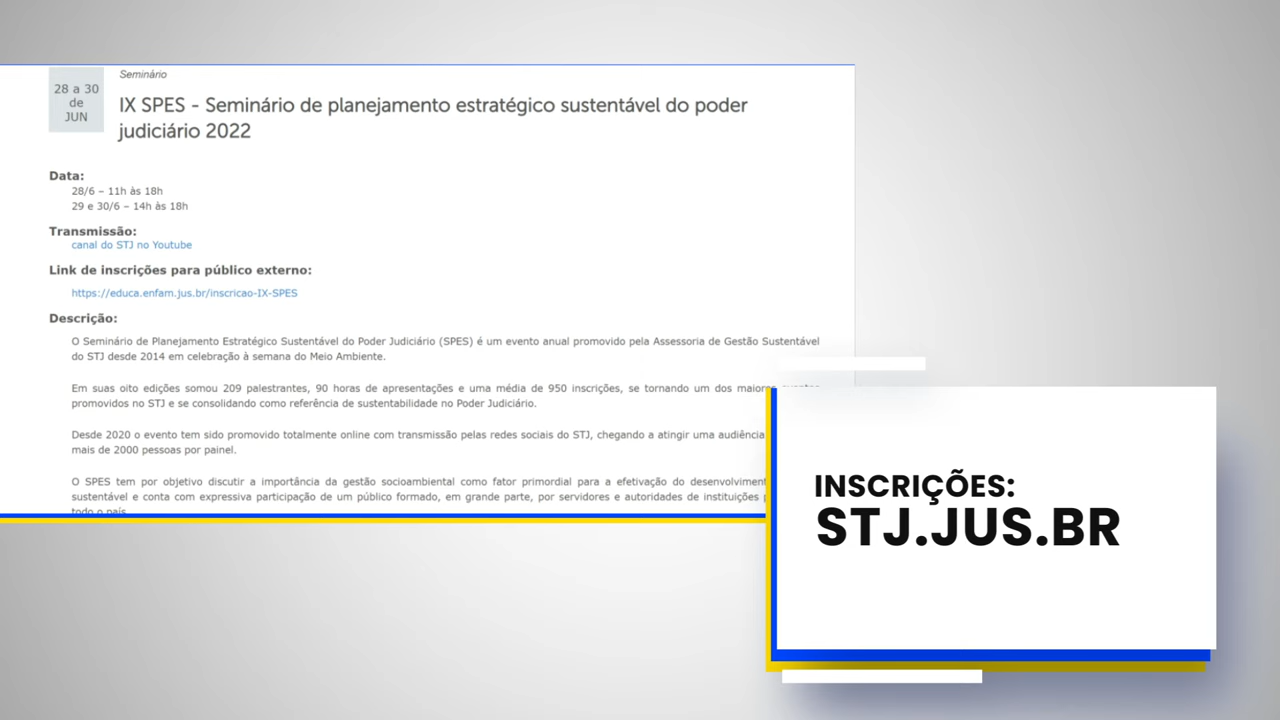 28 a 30
de
JUN
Seminário
IX SPES - Seminário de planejamento estratégico sustentável do poder
judiciário 2022
Data:
28/6 – 11h às 18h
29 e 30/6 – 14h às 18h
Transmissão:
canal do STJ no Youtube
Link de inscrições para público externo:
https://educa.enfam.jus.br/inscricao-IX-SPES
Descrição:
O Seminário de Planejamento Estratégico Sustentável do Poder Judiciário (SPES) é um evento anual promovido pela Assessoria de Gestão Sustentável
do STJ desde 2014 em celebração à semana do Meio Ambiente.
Em suas oito edições somou 209 palestrantes, 90 horas de apresentações e uma média de 950 inscrições, se tornando um dos maiores eventos
promovidos no STJ e se consolidando como referência de sustentabilidade no Poder Judiciário.
Desde 2020 o evento tem sido promovido totalmente online com transmissão pelas redes sociais do STJ, chegando a atingir uma audiência
mais de 2000 pessoas por painel.
O SPES tem por objetivo discutir a importância da gestão socioambiental como fator primordial para a efetivação do
sustentável e conta com expressiva participação de um público formado, em grande parte, por servidores e autoridades de instituições
todo o país
INSCRIÇÕES:
STJ.JUS.BR